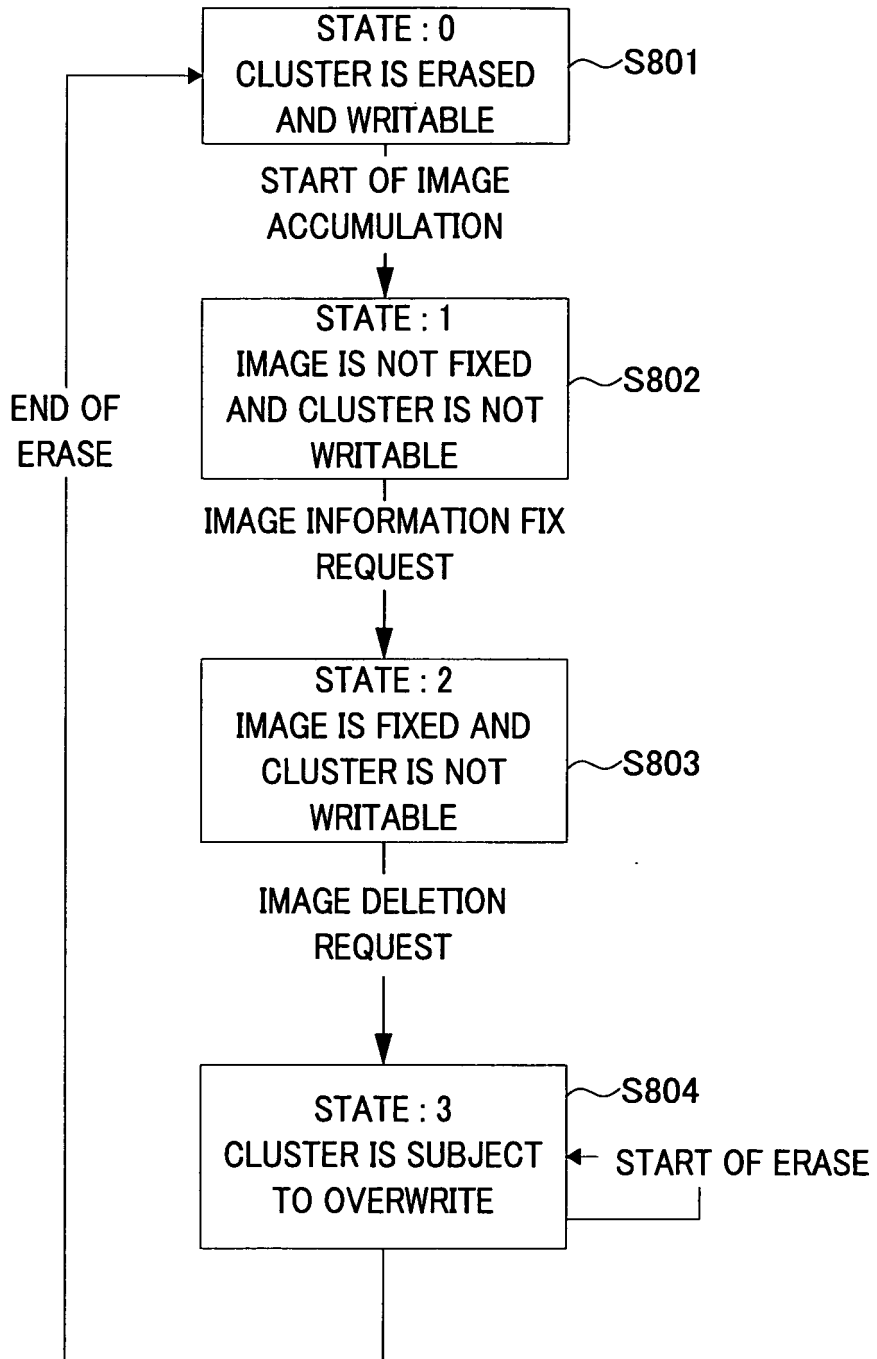 STATE : 0
CLUSTER IS ERASED
AND WRITABLE
S801
START OF IMAGE
ACCUMULATION
STATE : 1
IMAGE IS NOT FIXED
AND CLUSTER IS NOT
WRITABLE
S802
END OF
ERASE
IMAGE INFORMATION FIX
REQUEST
STATE : 2
IMAGE IS FIXED AND
CLUSTER IS NOT
WRITABLE
S803
IMAGE DELETION
REQUEST
STATE : 3
CLUSTER IS SUBJECT
TO OVERWRITE
S804
START OF ERASE